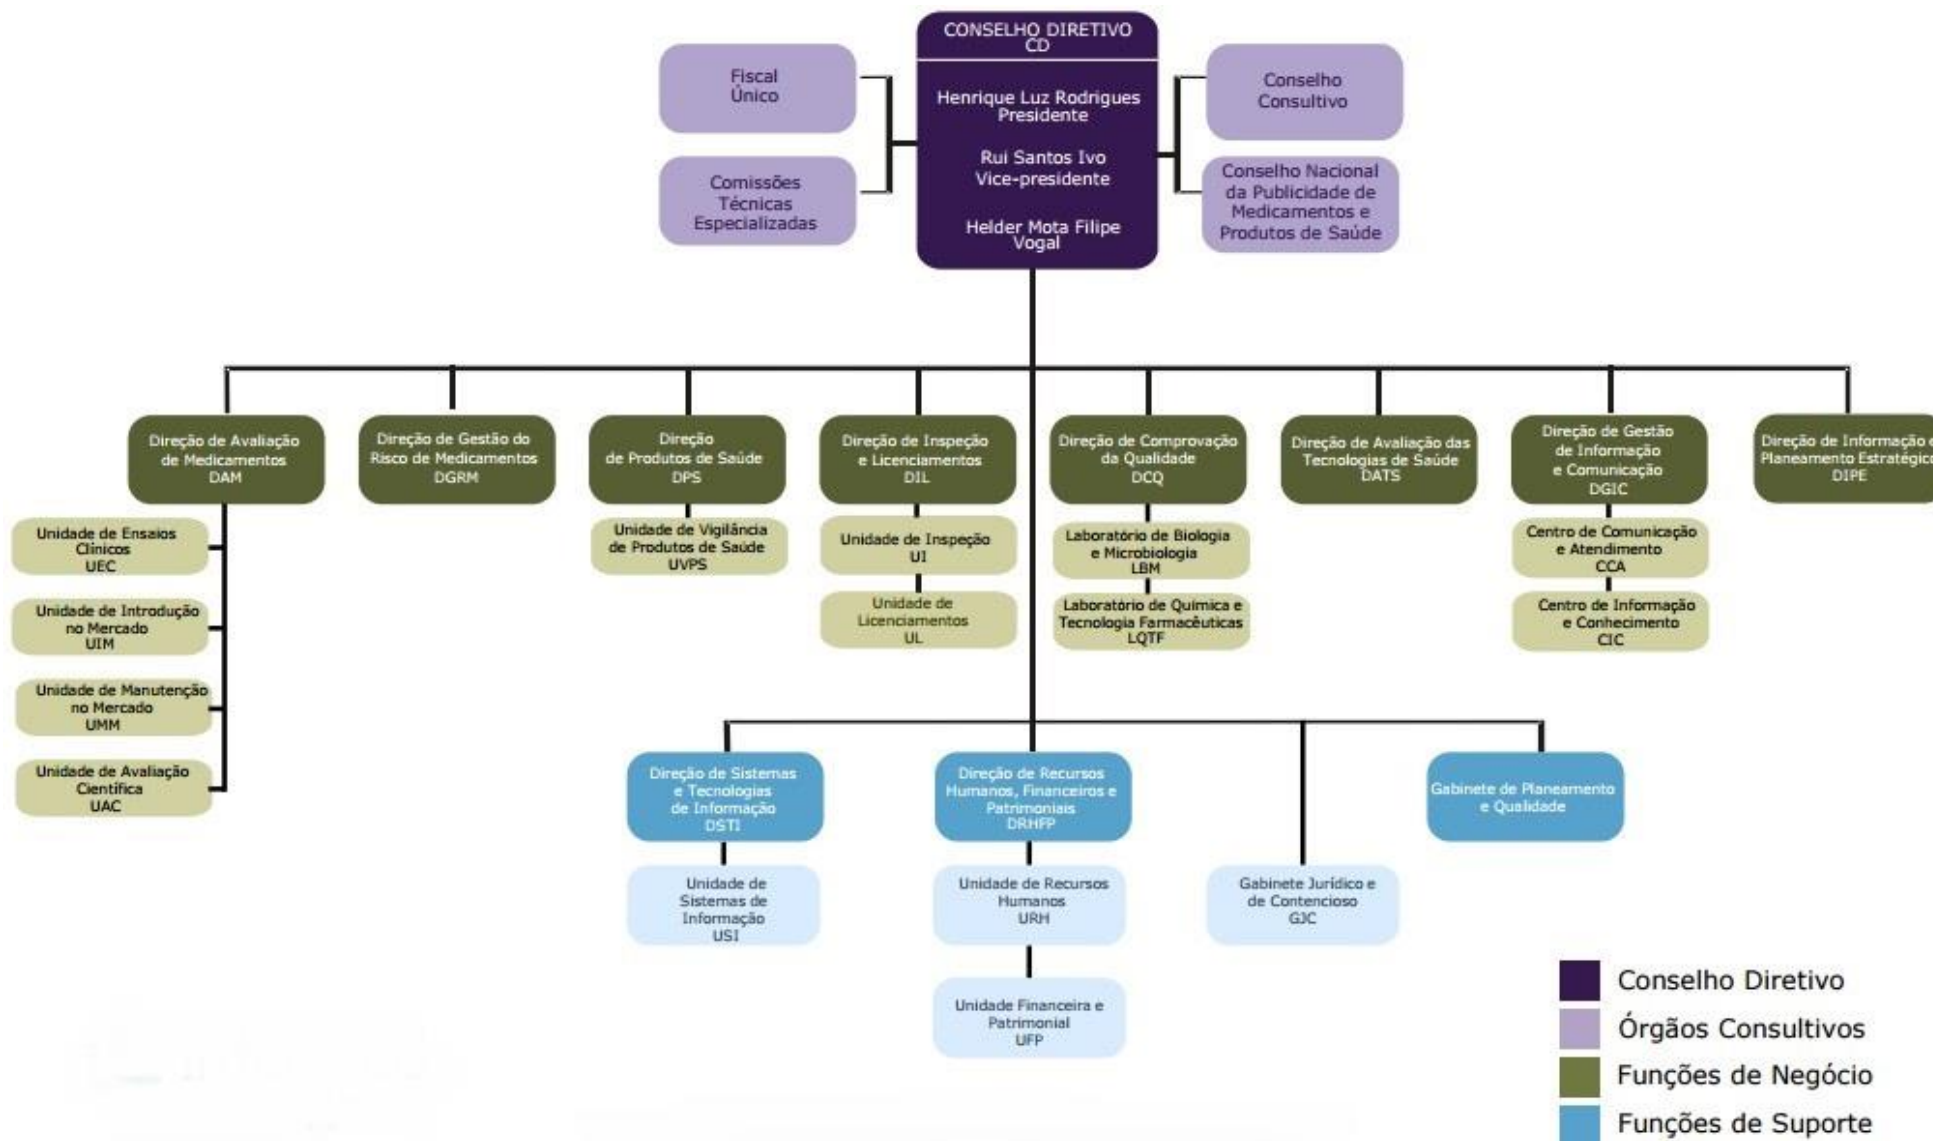 CONSELHO DIRETIVO
CD
Henrique Luz Rodrigues
Presidente
Rui Santos Ivo
Vice-presidente
Helder Mota Filipe
Vogal
Fiscal
Único
Comissões
Técnicas
Especializadas
Conselho
Consultivo
Conselho Nacional
da Publicidade de
Medicamentos e
Produtos de Saúde
Direção de Avaliação
de Medicamentos
DAM
Direção de Gestão do
Risco de Medicamentos
DGRM
Direção
de Produtos de Saúde
DPS
Direção de Inspeção
e Licenciamentos
DIL
Direção de Comprovação
da Qualidade
DCQ
Direção de Avaliação das
Tecnologias de Saúde
DATS
Direção de Gestão
de Informação
e Comunicação
DGIC
Direção de Informação e
Planeamento Estratégico
DIPE
Unidade de Ensaios
Clínicos
UEC
Unidade de Introdução
no Mercado
UIM
Unidade de Manutenção
no Mercado
UMM
Unidade de Avaliação
Científica
UAC
Unidade de Vigilância
de Produtos de Saúde
UVPS
Unidade de Inspeção
UI
Unidade de
Licenciamentos
UL
Laboratório de Biologia
e Microbiologia
LBM
Laboratório de Química e
Tecnologia Farmacêuticas
LQTF
Centro de Comunicação
e Atendimento
CCA
Centro de Informação
e Conhecimento
CIC
Direção de Sistemas
e Tecnologias
de Informação
DSTI
Direção de Recursos
Humanos, Financeiros e
Patrimoniais
DRHFP
Gabinete de Planeamento
e Qualidade
Unidade de
Sistemas de
Informação
USI
Unidade de Recursos
Humanos
URH
Gabinete Jurídico e
de Contencioso
GJC
Unidade Financeira e
Patrimonial
UFP
Conselho Diretivo
Órgãos Consultivos
Funções de Negócio
Funções de Suporte